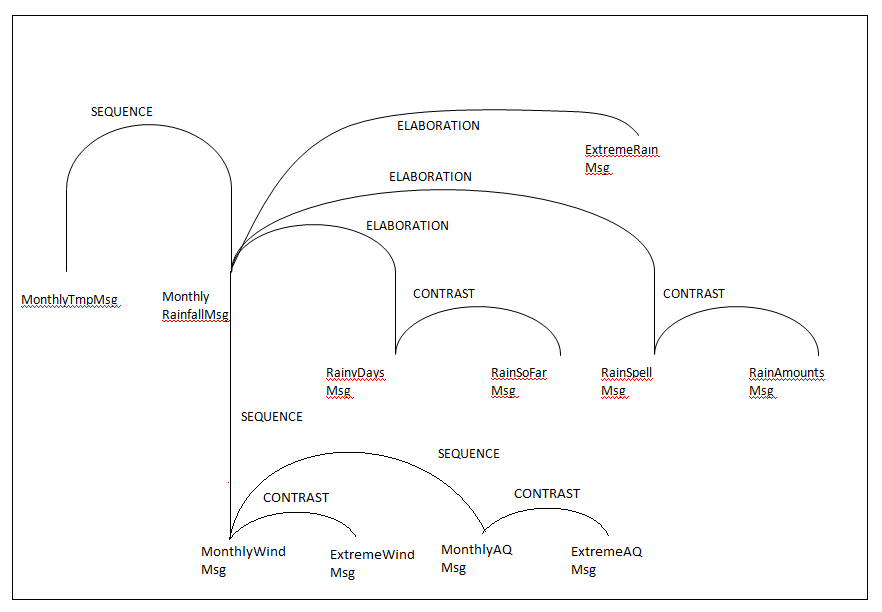 SEQUENCE
ELABORATION
ExtremeRain
Msg
ELABORATION
ELABORATION
MonthlyTmpMsg
Monthly
RainfallMsg
CONTRAST
CONTRAST
RainyDays
Msg
RainSoFar
Msg
RainSpell
Msg
RainAmounts
Msg
SEQUENCE
SEQUENCE
CONTRAST
CONTRAST
MonthlyWind
Msg
ExtremeWind
Msg
MonthlyAQ
Msg
ExtremeAQ
Msg